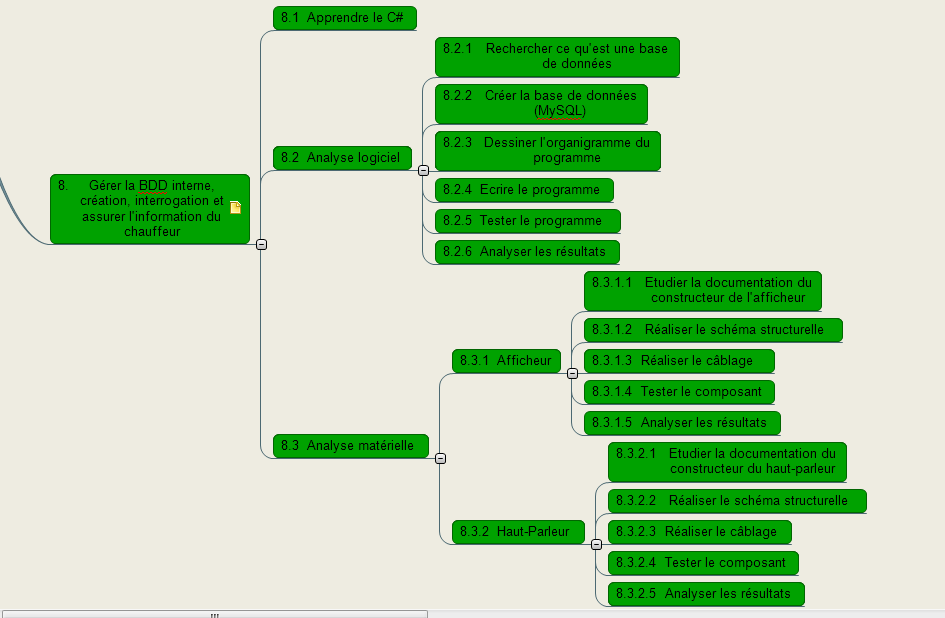 8. Gérer la BDD interne,
création, interrogation et
assurer l'information du
chauffeur
8.1 Apprendre le C#
8.2 Analyse logiciel
8.2.1 Rechercher ce qu'est une base
de données
8.2.2 Créer la base de données
(MySQL)
8.2.3 Dessiner l'organigramme du
programme
8.2.4 Ecrire le programme
8.2.5 Tester le programme
8.2.6 Analyser les résultats
8.3 Analyse matérielle
8.3.1 Afficheur
8.3.1.1 Etudier la documentation du
constructeur de l'afficheur
8.3.1.2 Réaliser le schéma structurelle
8.3.1.3 Réaliser le câblage
8.3.1.4 Tester le composant
8.3.1.5 Analyser les résultats
8.3.2 Haut-Parleur
8.3.2.1 Etudier la documentation du
constructeur du haut-parleur
8.3.2.2 Réaliser le schéma structurelle
8.3.2.3 Réaliser le câblage
8.3.2.4 Tester le composant
8.3.2.5 Analyser les résultats